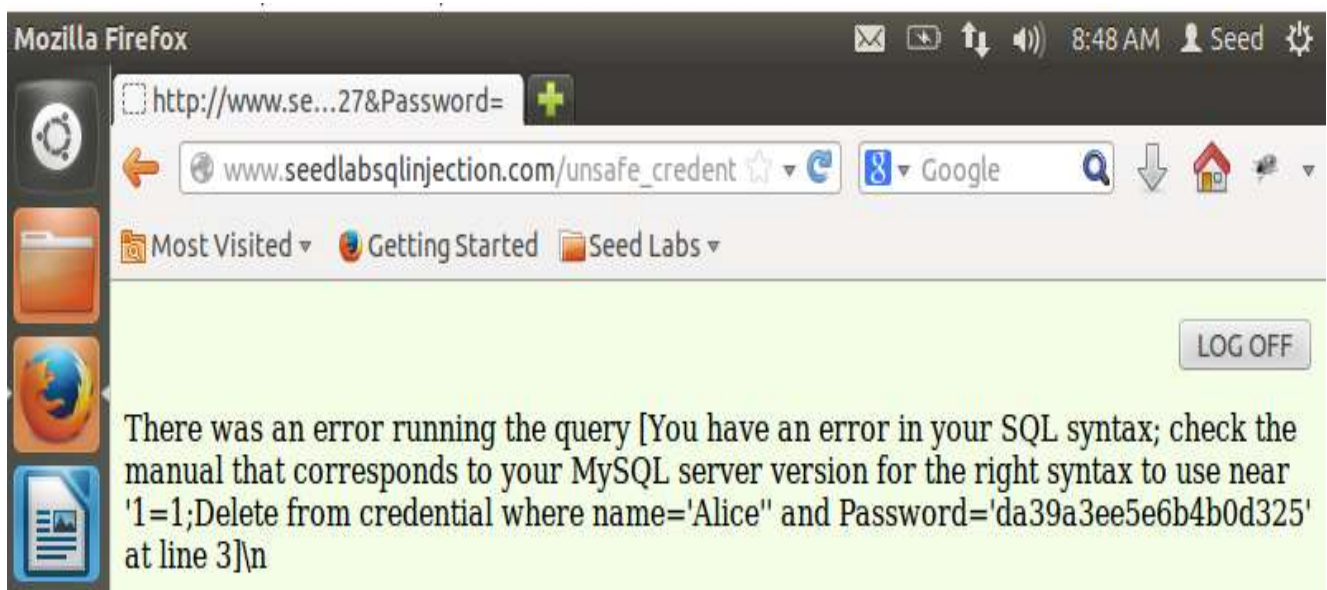 Mozilla Firefox 8:48 AM Seed
http://www.se...27&Password=
www.seedlabsqlinjection.com/unsafe_credent 8 Google
Most Visited Getting Started Seed Labs
LOG OFF
There was an error running the query [You have an error in your SQL syntax; check the
manual that corresponds to your MySQL server version for the right syntax to use near
'1=1;Delete from credential where name='Alice'' and Password='da39a3ee5e6b4b0d325'
at line 3]\n